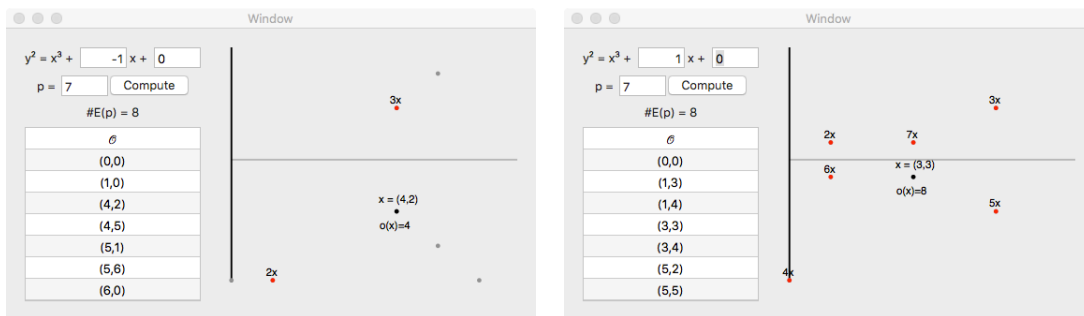 Window
y² = x³ + -1 x + 0
p = 7 Compute
#E(p) = 8
𝒪
(0,0)
(1,0)
(4,2)
(4,5)
(5,1)
(5,6)
(6,0)
3x
x = (4,2)
o(x)=4
2x
Window
y² = x³ + 1 x + 0
p = 7 Compute
#E(p) = 8
𝒪
(0,0)
(1,3)
(1,4)
(3,3)
(3,4)
(5,2)
(5,5)
3x
2x 7x
6x x = (3,3)
o(x)=8
5x
4x